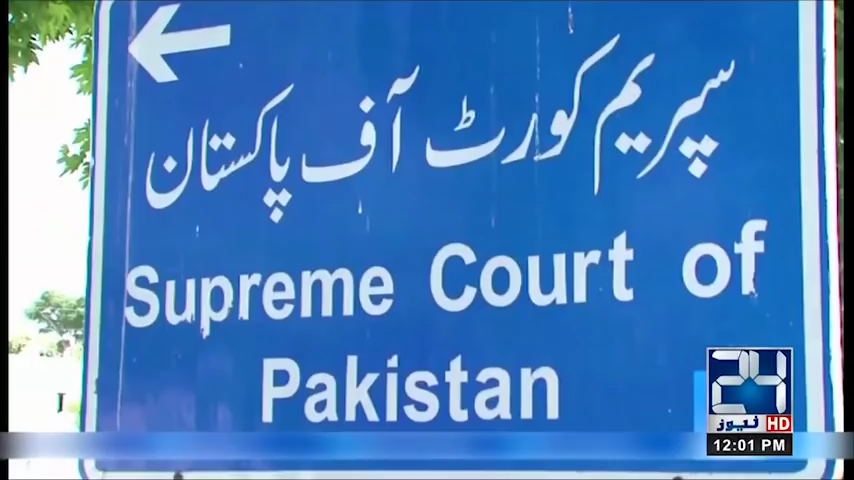 سپریم کورٹ آف پاکستان
Supreme Court of
Pakistan
24
نیوز HD
12:01 PM